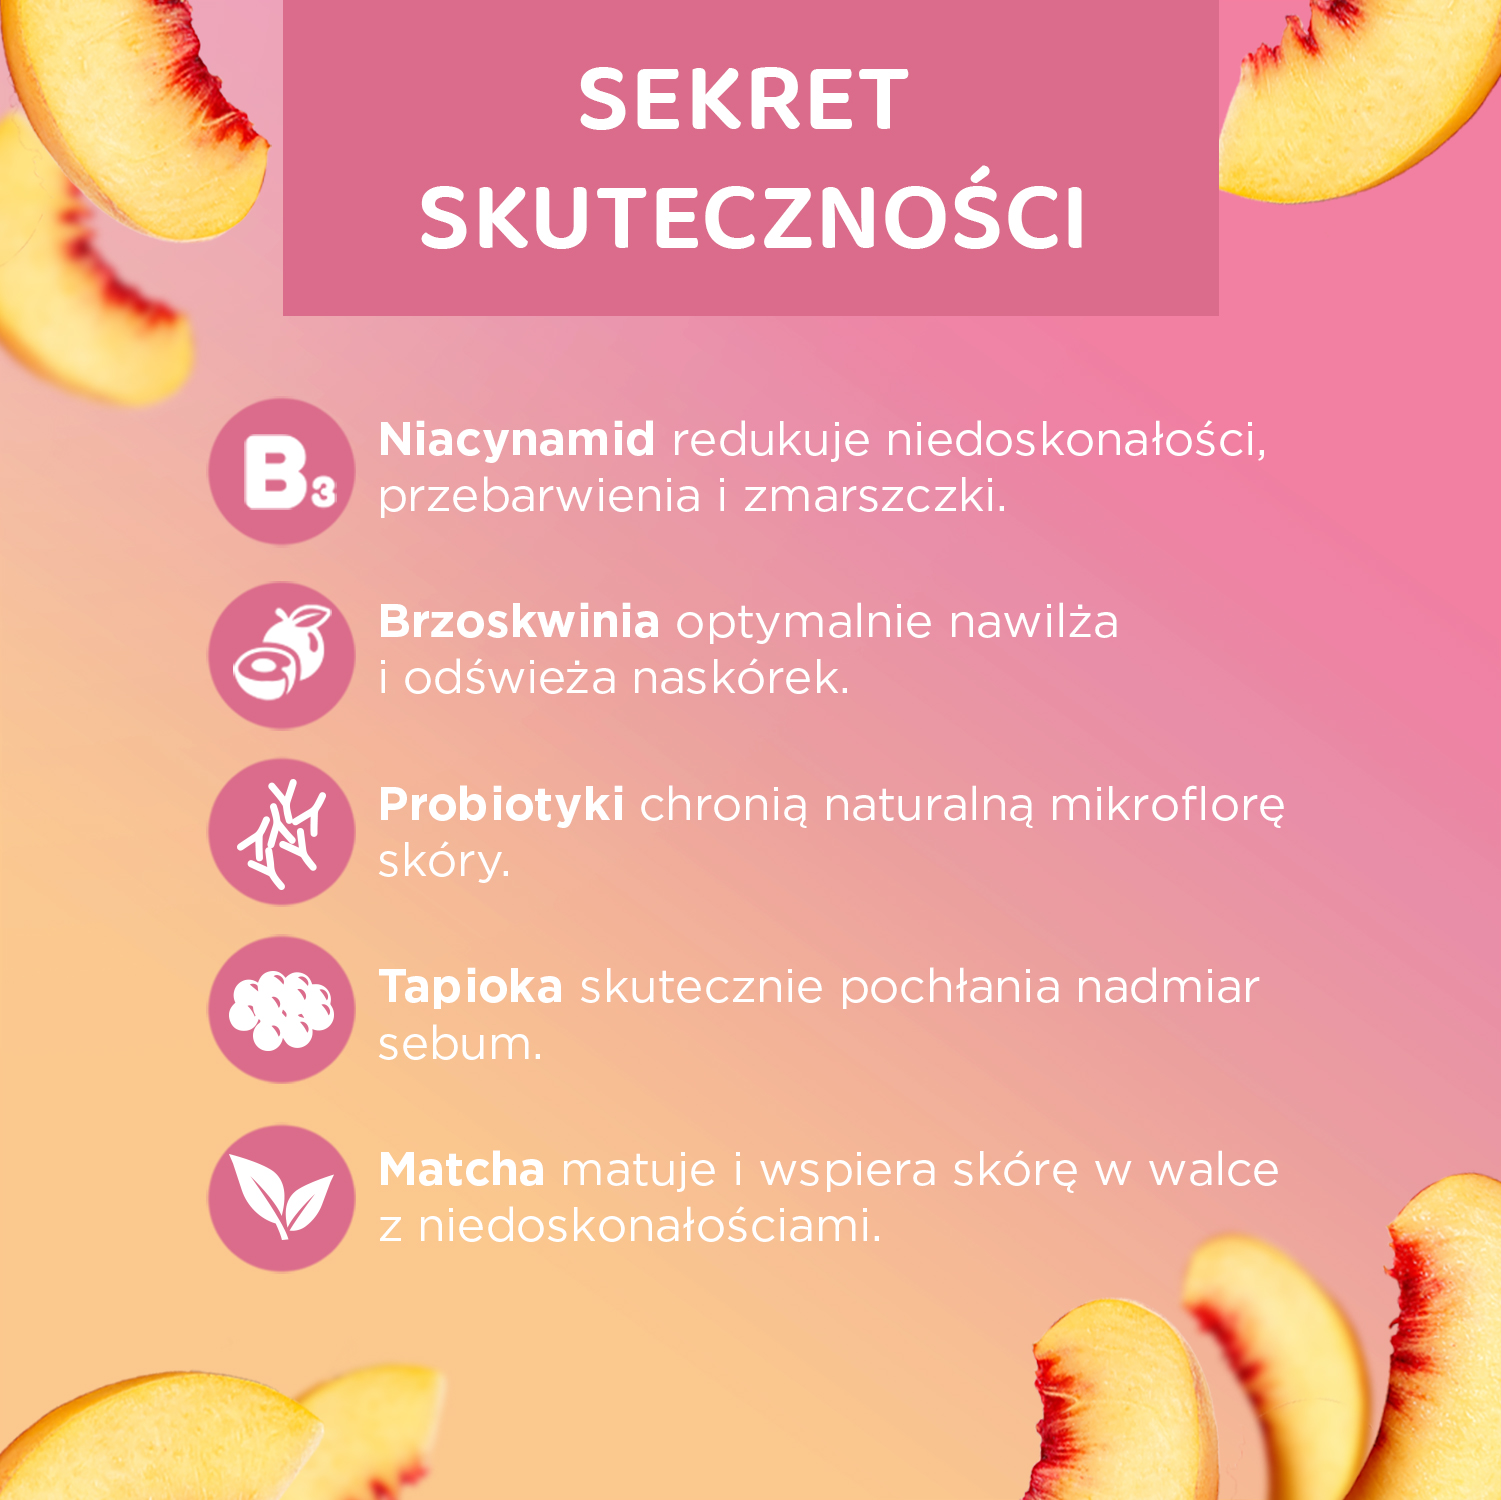 SEKRET
SKUTECZNOŚCI
B3
Niacynamid redukuje niedoskonałości,
przebarwienia i zmarszczki.
Brzoskwinia optymalnie nawilża
i odświeża naskórek.
Probiotyki chronią naturalną mikroflorę
skóry.
Tapioka skutecznie pochłania nadmiar
sebum.
Matcha matuje i wspiera skórę w walce
z niedoskonałościami.